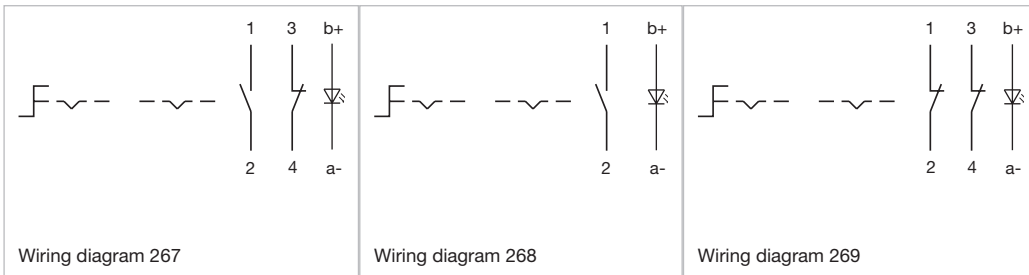 1 3 b+
2 4 a-
Wiring diagram 267
1 b+
2 a-
Wiring diagram 268
1 3 b+
2 4 a-
Wiring diagram 269